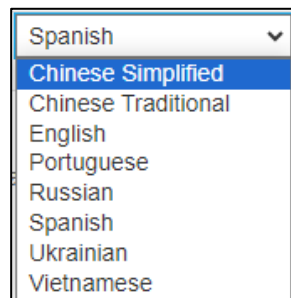 Spanish
Chinese Simplified
Chinese Traditional
English
Portuguese
Russian
Spanish
Ukrainian
Vietnamese